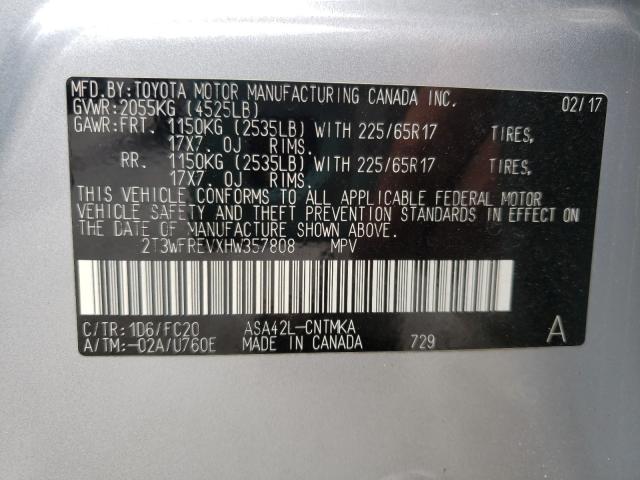 MFD.BY:TOYOTA MOTOR MANUFACTURING CANADA INC. 02/17
GVWR:2055KG (4525LB)
GAWR:FRT. 1150KG (2535LB) WITH 225/65R17 TIRES,
17X7. OJ RIMS.
RR. 1150KG (2535LB) WITH 225/65R17 TIRES,
17X7. OJ RIMS.
THIS VEHICLE CONFORMS TO ALL APPLICABLE FEDERAL MOTOR
VEHICLE SAFETY AND THEFT PREVENTION STANDARDS IN EFFECT ON
THE DATE OF MANUFACTURE SHOWN ABOVE.
2T3WFREVXHW357808 MPV
C/TR:1D6/FC20 ASA42L-CNTMKA A
A/TM:-02A/U760E MADE IN CANADA 729